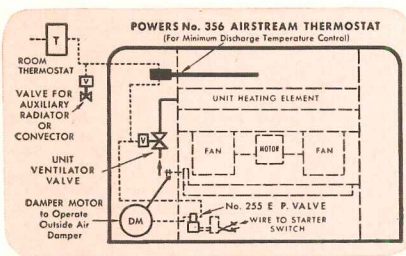 POWERS No. 356 AIRSTREAM THERMOSTAT
(For Minimum Discharge Temperature Control)
T
ROOM
THERMOSTAT
V
VALVE FOR
AUXILIARY
RADIATOR
OR
CONVECTOR
UNIT HEATING ELEMENT
V
FAN
MOTOR
FAN
UNIT
VENTILATOR
VALVE
DAMPER MOTOR
to Operate
Outside Air
Damper
DM
No. 255 E P. VALVE
WIRE TO STARTER
SWITCH